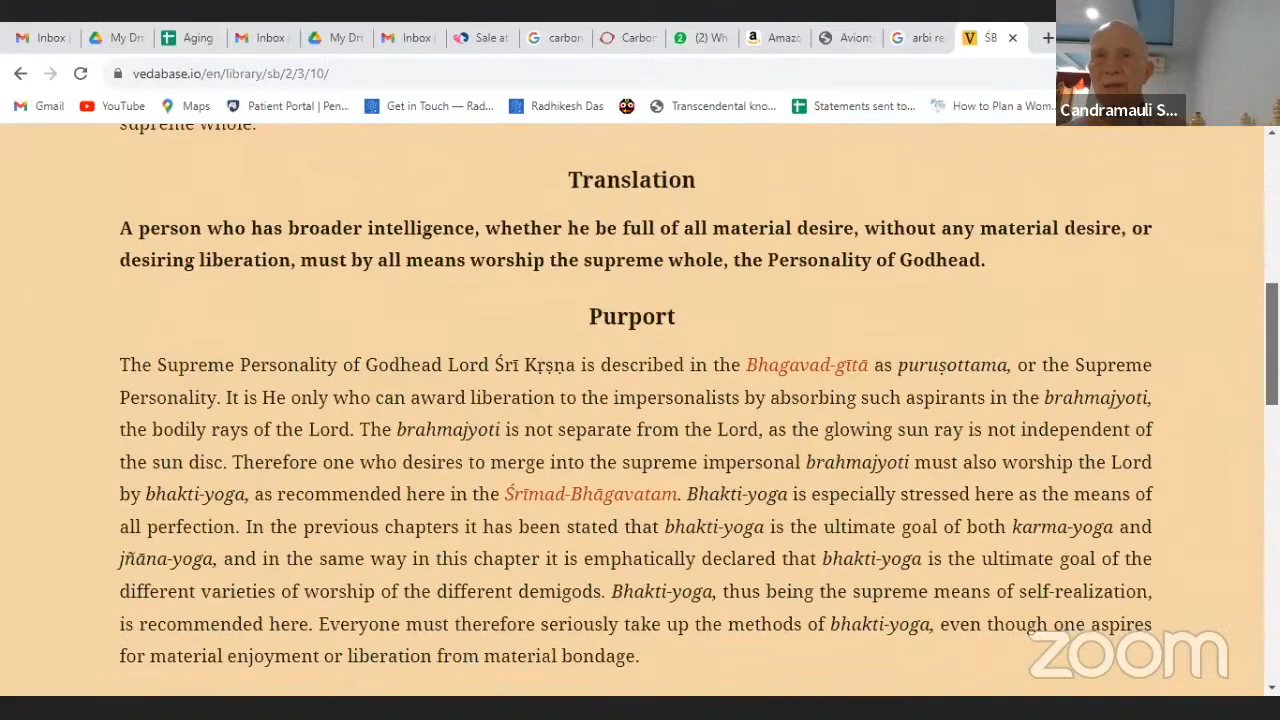 Inbox
My Dri
Aging
Inbox
My Dri
Inbox
Sale at
carbon
Carbon
(2) Wh
Amazo
Aviont
arbi re
ŚB
vedabase.io/en/library/sb/2/3/10/
Gmail
YouTube
Maps
Patient Portal | Pen...
Get in Touch — Rad...
Radhikesh Das
Transcendental kno...
Statements sent to...
How to Plan a Wom...
Candramauli S...
supreme whole.
Translation
A person who has broader intelligence, whether he be full of all material desire, without any material desire, or
desiring liberation, must by all means worship the supreme whole, the Personality of Godhead.
Purport
The Supreme Personality of Godhead Lord Śrī Kṛṣṇa is described in the Bhagavad-gītā as puruṣottama, or the Supreme
Personality. It is He only who can award liberation to the impersonalists by absorbing such aspirants in the brahmajyoti,
the bodily rays of the Lord. The brahmajyoti is not separate from the Lord, as the glowing sun ray is not independent of
the sun disc. Therefore one who desires to merge into the supreme impersonal brahmajyoti must also worship the Lord
by bhakti-yoga, as recommended here in the Śrīmad-Bhāgavatam. Bhakti-yoga is especially stressed here as the means of
all perfection. In the previous chapters it has been stated that bhakti-yoga is the ultimate goal of both karma-yoga and
jñāna-yoga, and in the same way in this chapter it is emphatically declared that bhakti-yoga is the ultimate goal of the
different varieties of worship of the different demigods. Bhakti-yoga, thus being the supreme means of self-realization,
is recommended here. Everyone must therefore seriously take up the methods of bhakti-yoga, even though one aspires
for material enjoyment or liberation from material bondage.
zoom